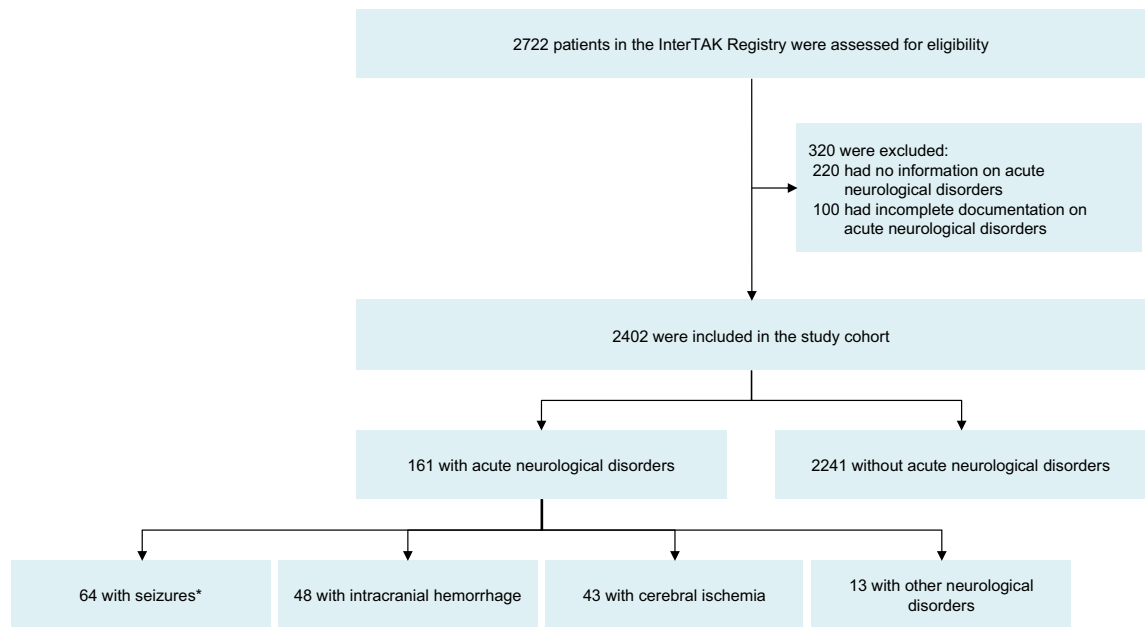 2722 patients in the InterTAK Registry were assessed for eligibility
320 were excluded:
220 had no information on acute
neurological disorders
100 had incomplete documentation on
acute neurological disorders
2402 were included in the study cohort
161 with acute neurological disorders
2241 without acute neurological disorders
64 with seizures*
48 with intracranial hemorrhage
43 with cerebral ischemia
13 with other neurological
disorders